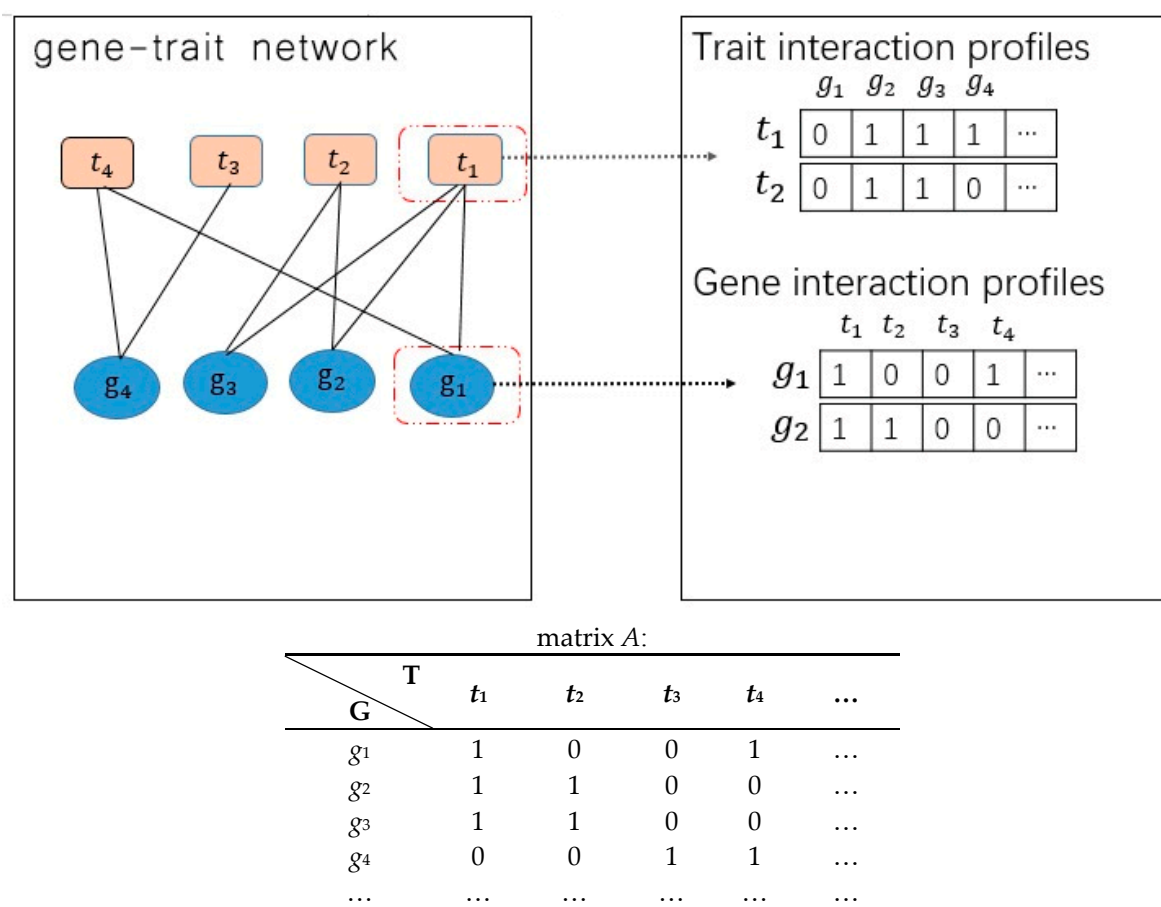 gene-trait network
t4 t3 t2 t1
g4 g3 g2 g1
Trait interaction profiles
g1 g2 g3 g4
t1 0 1 1 1 ...
t2 0 1 1 0 ...
Gene interaction profiles
t1 t2 t3 t4
g1 1 0 0 1 ...
g2 1 1 0 0 ...
matrix A:
T
G
t1 t2 t3 t4 ...
g1 1 0 0 1 ...
g2 1 1 0 0 ...
g3 1 1 0 0 ...
g4 0 0 1 1 ...
... ... ... ... ... ...